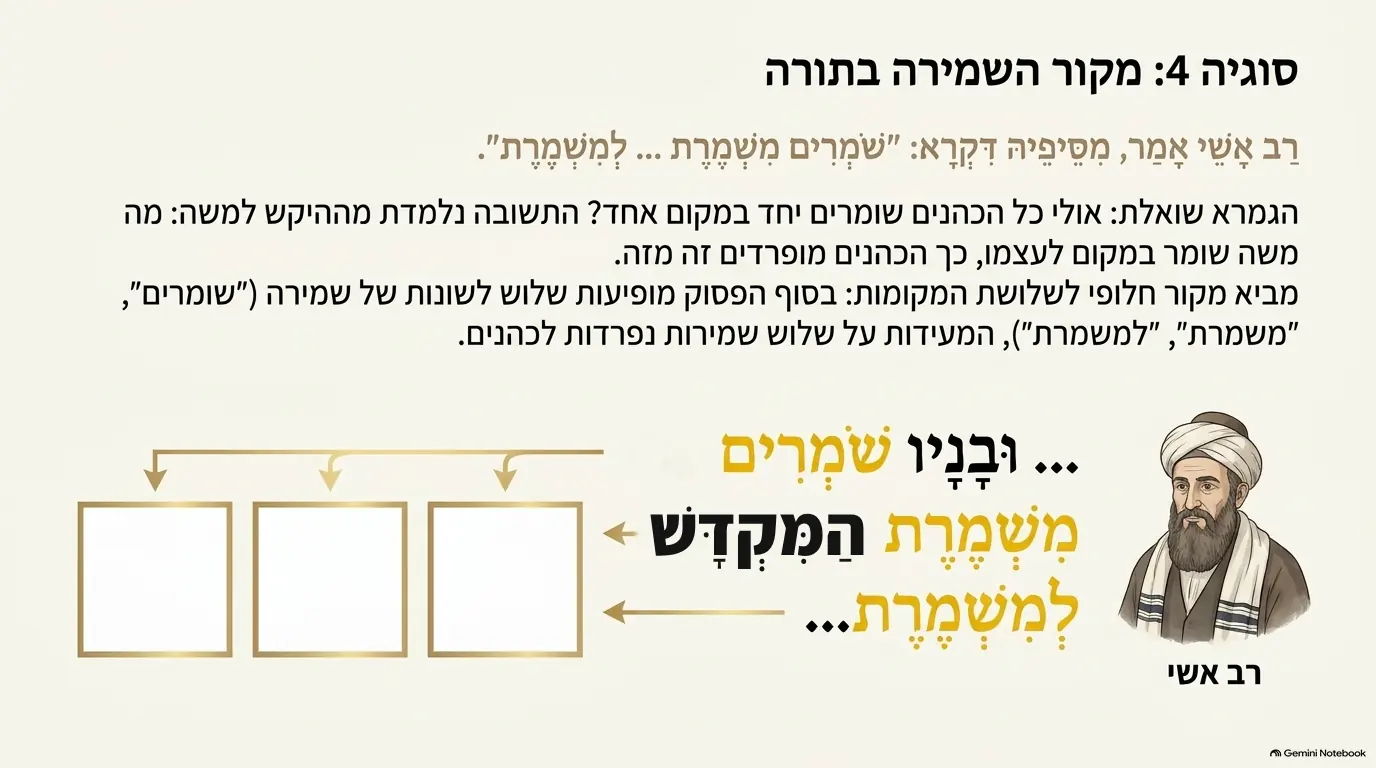 סוגיה 4: מקור השמירה בתורה
רַב אָשֵׁי אָמַר, מִסֵּיפֵיהּ דִּקְרָא: "שֹׁמְרִים מִשְׁמֶרֶת ... לְמִשְׁמֶרֶת".
הגמרא שואלת: אולי כל הכהנים שומרים יחד במקום אחד? התשובה נלמדת מההיקש למשה: מה
משה שומר במקום לעצמו, כך הכהנים מופרדים זה מזה.
מביא מקור חלופי לשלושת המקומות: בסוף הפסוק מופיעות שלוש לשונות של שמירה ("שומרים",
"משמרת", "למשמרת"), המעידות על שלוש שמירות נפרדות לכהנים.
... וּבָנָיו שֹׁמְרִים
מִשְׁמֶרֶת הַמִּקְדָּשׁ
לְמִשְׁמֶרֶת...
רב אשי
Gemini Notebook